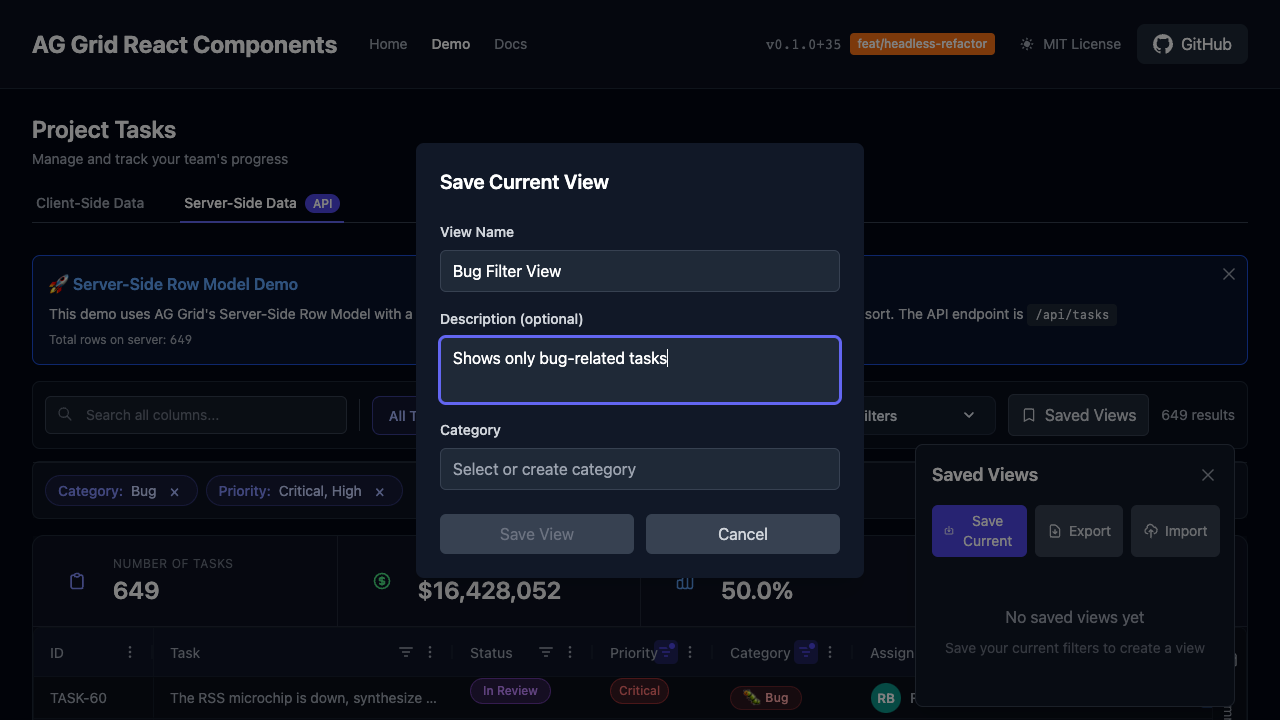 AG Grid React Components
Home
Demo
Docs
v0.1.0+35
feat/headless-refactor
MIT License
GitHub
Project Tasks
Manage and track your team's progress
Client-Side Data
Server-Side Data
API
🚀 Server-Side Row Model Demo
This demo uses AG Grid's Server-Side Row Model with a
sort. The API endpoint is /api/tasks
Total rows on server: 649
Search all columns...
All T
Saved Views
649 results
Category: Bug ×
Priority: Critical, High ×
Save Current View
View Name
Bug Filter View
Description (optional)
Shows only bug-related tasks
Category
Select or create category
Save View
Cancel
Saved Views
Save
Current
Export
Import
No saved views yet
Save your current filters to create a view
NUMBER OF TASKS
649
$16,428,052
50.0%
ID
Task
Status
Priority
Category
Assign
TASK-60
The RSS microchip is down, synthesize ...
In Review
Critical
🐛 Bug
RB